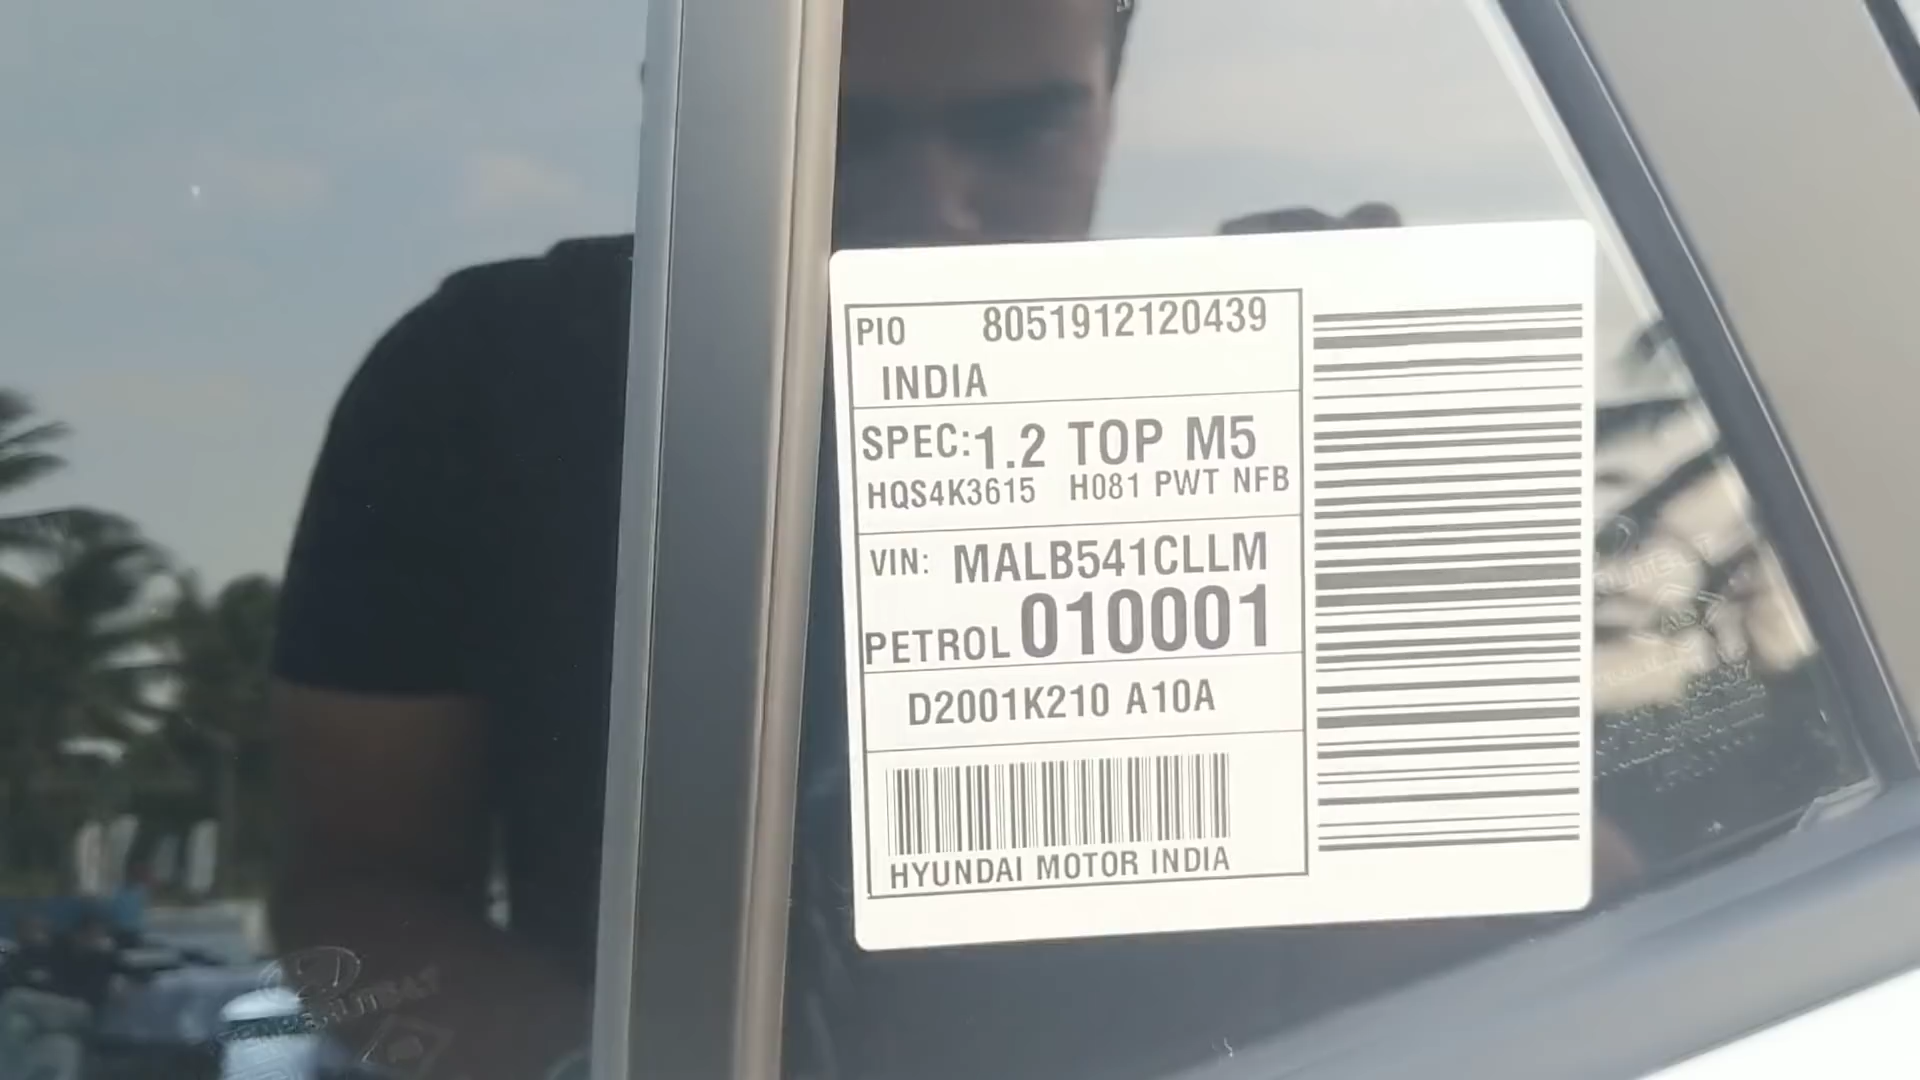 PIO 8051912120439
INDIA
SPEC:1.2 TOP M5
HQS4K3615 H081 PWT NFB
VIN: MALB541CLLM
PETROL 010001
D2001K210 A10A
HYUNDAI MOTOR INDIA